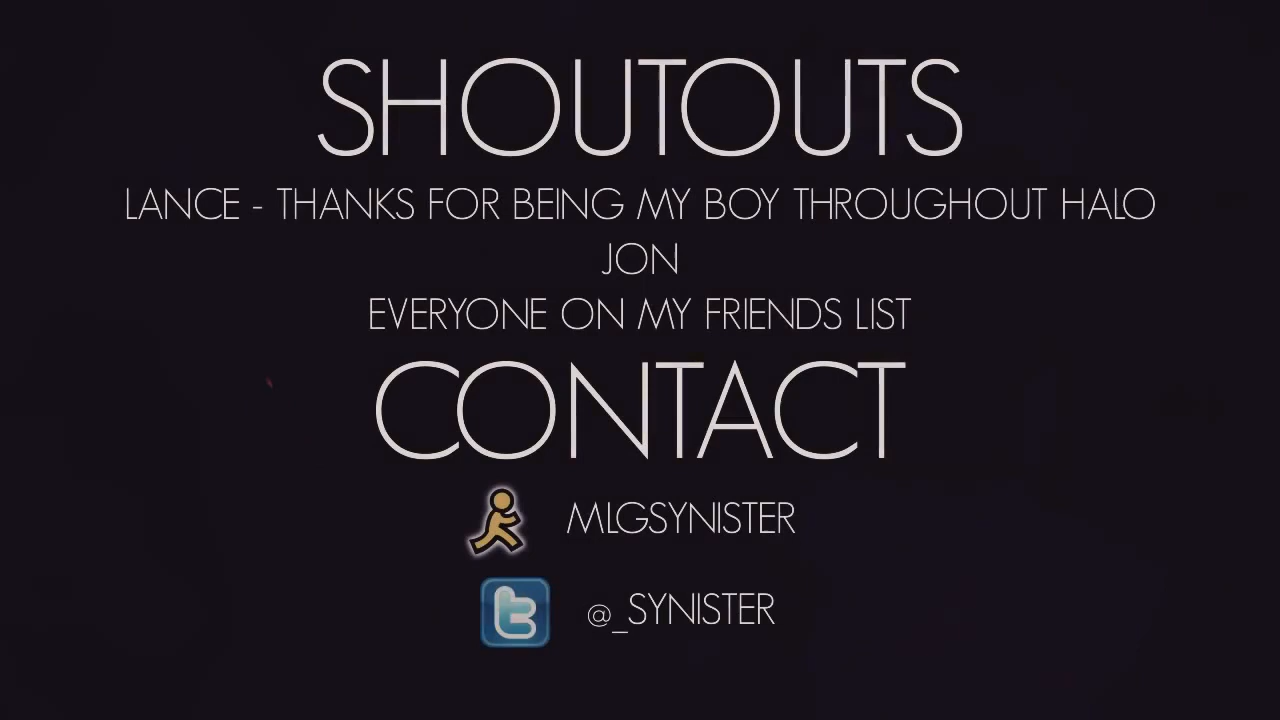 SHOUTOUTS
LANCE - THANKS FOR BEING MY BOY THROUGHOUT HALO
JON
EVERYONE ON MY FRIENDS LIST
CONTACT
MLGSYNISTER
@_SYNISTER